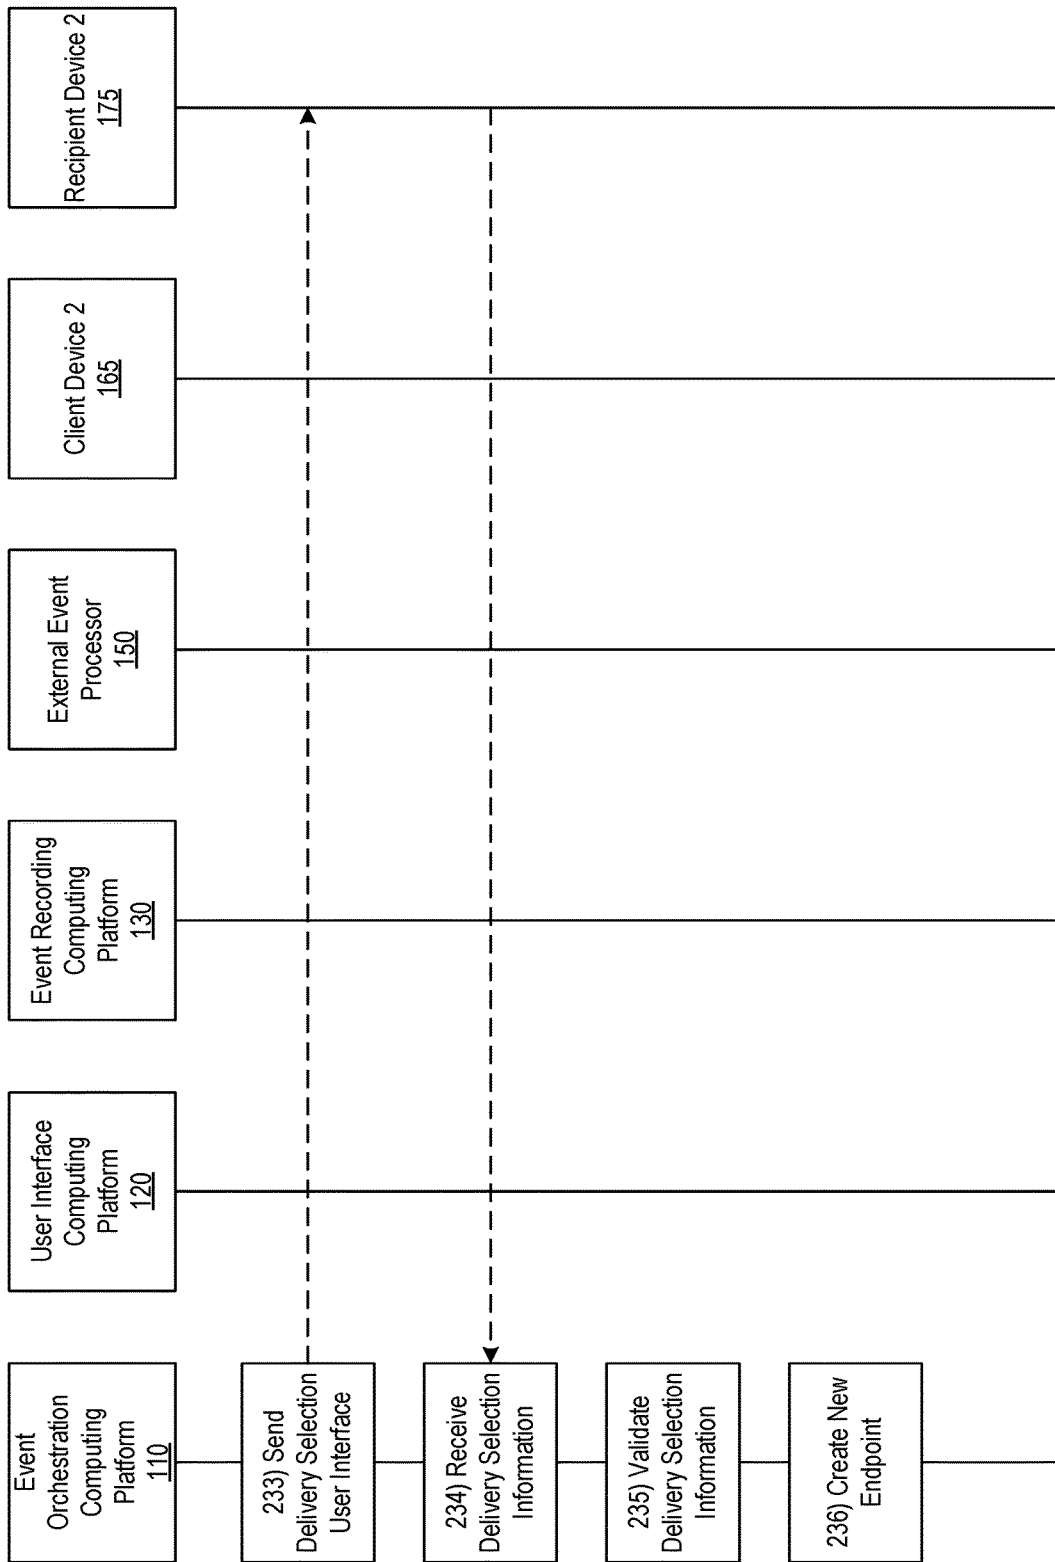 Event
Orchestration
Computing
Platform
110
User Interface
Computing
Platform
120
Event Recording
Computing
Platform
130
External Event
Processor
150
Client Device 2
165
Recipient Device 2
175
233) Send
Delivery Selection
User Interface
234) Receive
Delivery Selection
Information
235) Validate
Delivery Selection
Information
236) Create New
Endpoint